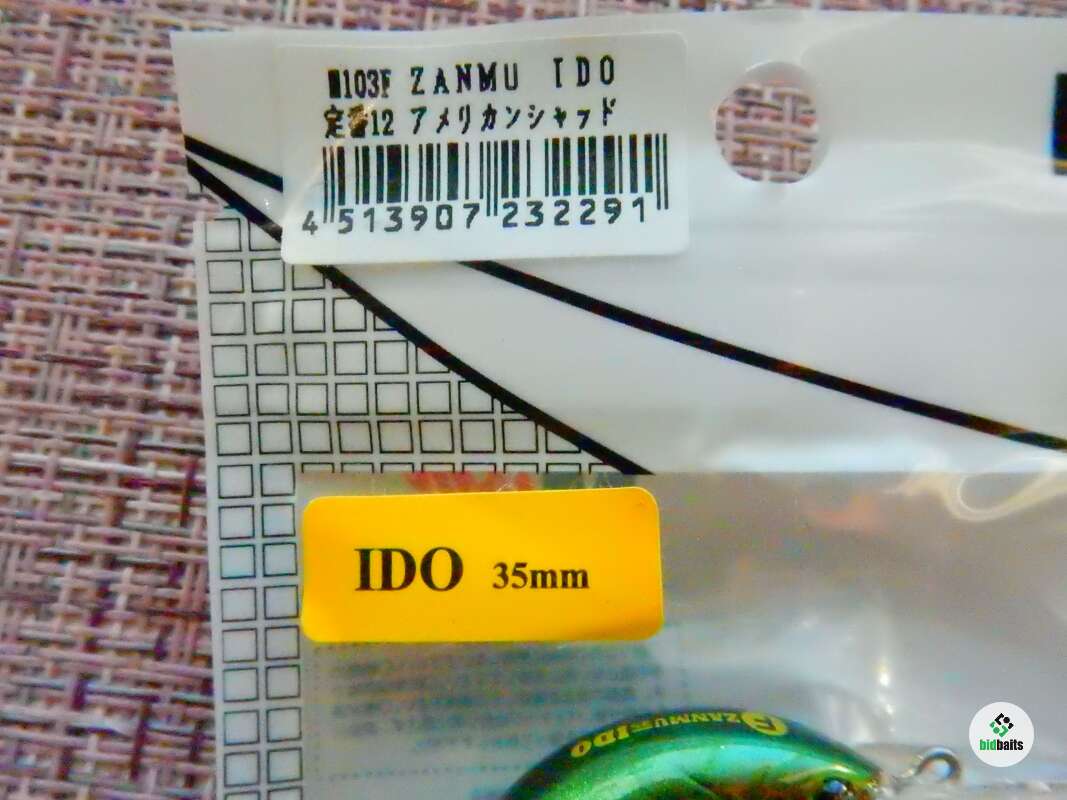 M103F ZANMU IDO
定番12 アメリカンシャッド
4 513907 232291
IDO 35mm
ZANMU IDO
bidbaits